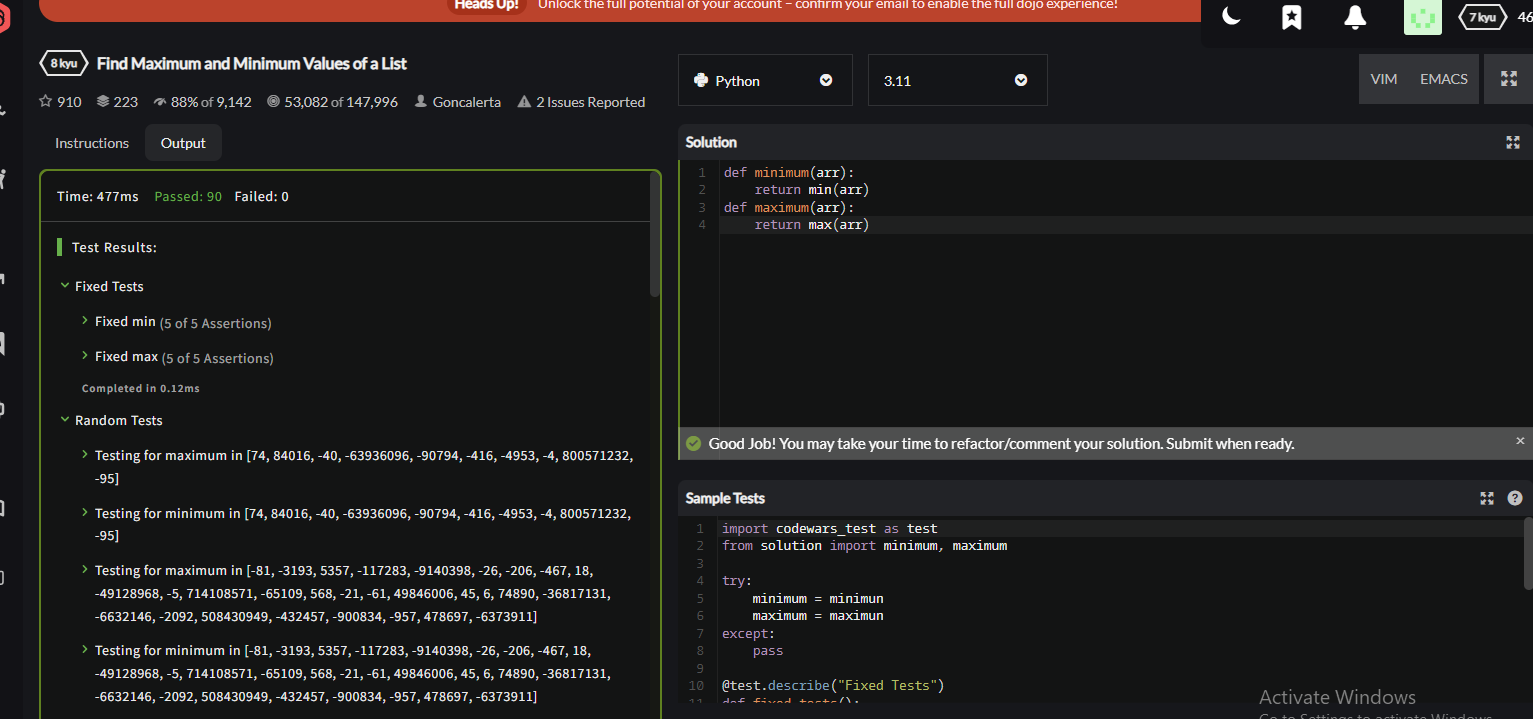 Heads Up! Unlock the full potential of your account – confirm your email to enable the full dojo experience!
7 kyu 46
8 kyu Find Maximum and Minimum Values of a List
910 223 88% of 9,142 53,082 of 147,996 Goncalerta 2 Issues Reported
Instructions Output
Time: 477ms Passed: 90 Failed: 0
Test Results:
Fixed Tests
Fixed min (5 of 5 Assertions)
Fixed max (5 of 5 Assertions)
Completed in 0.12ms
Random Tests
Testing for maximum in [74, 84016, -40, -63936096, -90794, -416, -4953, -4, 800571232,
-95]
Testing for minimum in [74, 84016, -40, -63936096, -90794, -416, -4953, -4, 800571232,
-95]
Testing for maximum in [-81, -3193, 5357, -117283, -9140398, -26, -206, -467, 18,
-49128968, -5, 714108571, -65109, 568, -21, -61, 49846006, 45, 6, 74890, -36817131,
-6632146, -2092, 508430949, -432457, -900834, -957, 478697, -6373911]
Testing for minimum in [-81, -3193, 5357, -117283, -9140398, -26, -206, -467, 18,
-49128968, -5, 714108571, -65109, 568, -21, -61, 49846006, 45, 6, 74890, -36817131,
-6632146, -2092, 508430949, -432457, -900834, -957, 478697, -6373911]
Python 3.11 VIM EMACS
Solution
1 def minimum(arr):
2 return min(arr)
3 def maximum(arr):
4 return max(arr)
Good Job! You may take your time to refactor/comment your solution. Submit when ready. ×
Sample Tests ?
1 import codewars_test as test
2 from solution import minimum, maximum
3
4 try:
5 minimum = minimun
6 maximum = maximun
7 except:
8 pass
9
10 @test.describe("Fixed Tests")
11 def fixed_tests():
Activate Windows
Go to Settings to activate Windows.